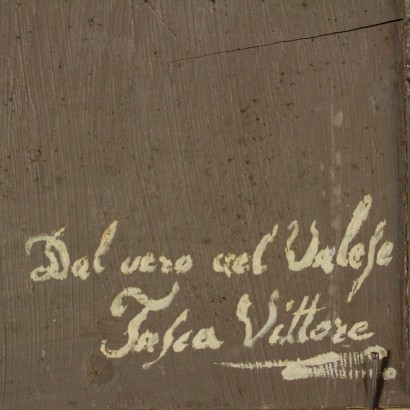 Dal vero nel Valese
Tasca Vittore